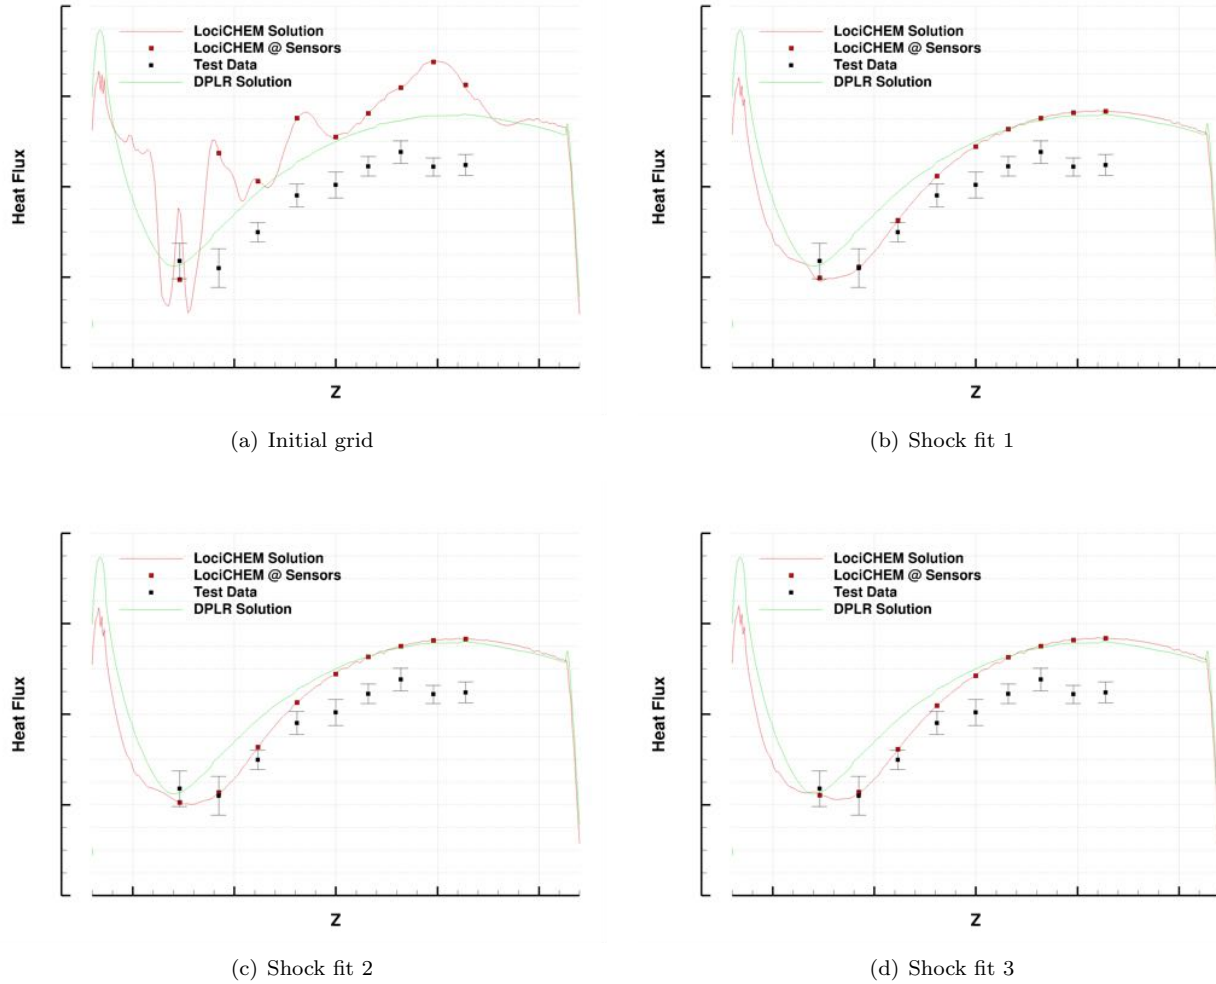 LociCHEM Solution
LociCHEM @ Sensors
Test Data
DPLR Solution
Heat Flux
Z
(a) Initial grid
LociCHEM Solution
LociCHEM @ Sensors
Test Data
DPLR Solution
Heat Flux
Z
(b) Shock fit 1
LociCHEM Solution
LociCHEM @ Sensors
Test Data
DPLR Solution
Heat Flux
Z
(c) Shock fit 2
LociCHEM Solution
LociCHEM @ Sensors
Test Data
DPLR Solution
Heat Flux
Z
(d) Shock fit 3